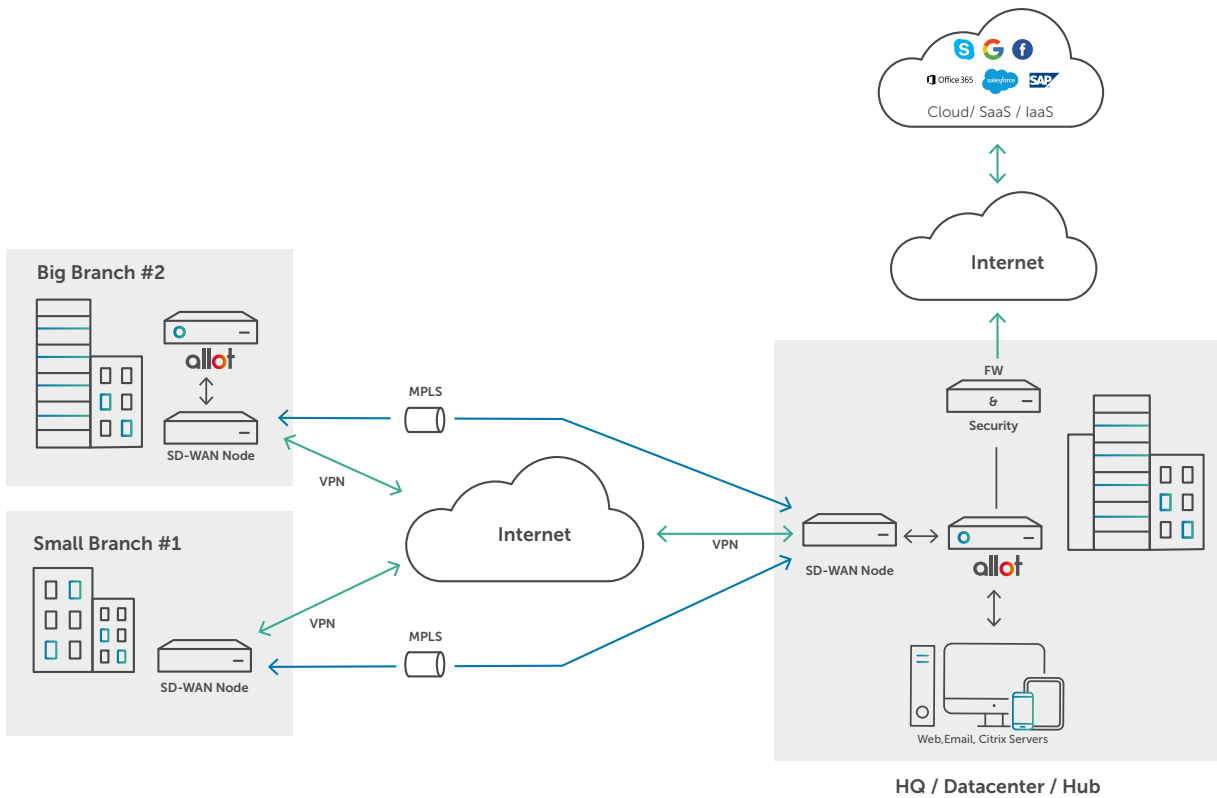 S G f
Office 365 salesforce SAP
Cloud/ SaaS / IaaS
Internet
Big Branch #2
allot
SD-WAN Node
MPLS
VPN
Small Branch #1
SD-WAN Node
VPN
MPLS
Internet
VPN
FW
&
Security
SD-WAN Node
allot
Web,Email, Citrix Servers
HQ / Datacenter / Hub